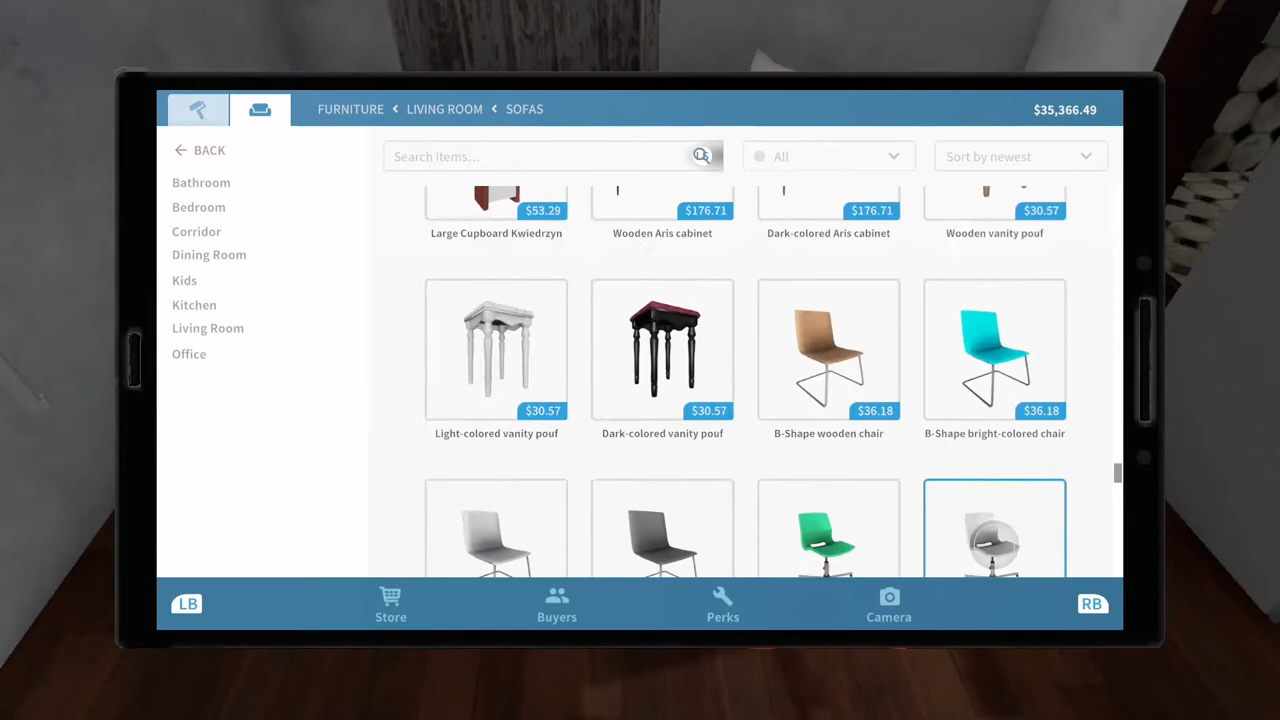 FURNITURE < LIVING ROOM < SOFAS
$35,366.49
BACK
Search items...
LS
All
Sort by newest
Bathroom
Bedroom
Corridor
Dining Room
Kids
Kitchen
Living Room
Office
$53.29
$176.71
$176.71
$30.57
Large Cupboard Kwiedrzyn
Wooden Aris cabinet
Dark-colored Aris cabinet
Wooden vanity pouf
$30.57
$30.57
$36.18
$36.18
Light-colored vanity pouf
Dark-colored vanity pouf
B-Shape wooden chair
B-Shape bright-colored chair
LB
Store
Buyers
Perks
Camera
RB